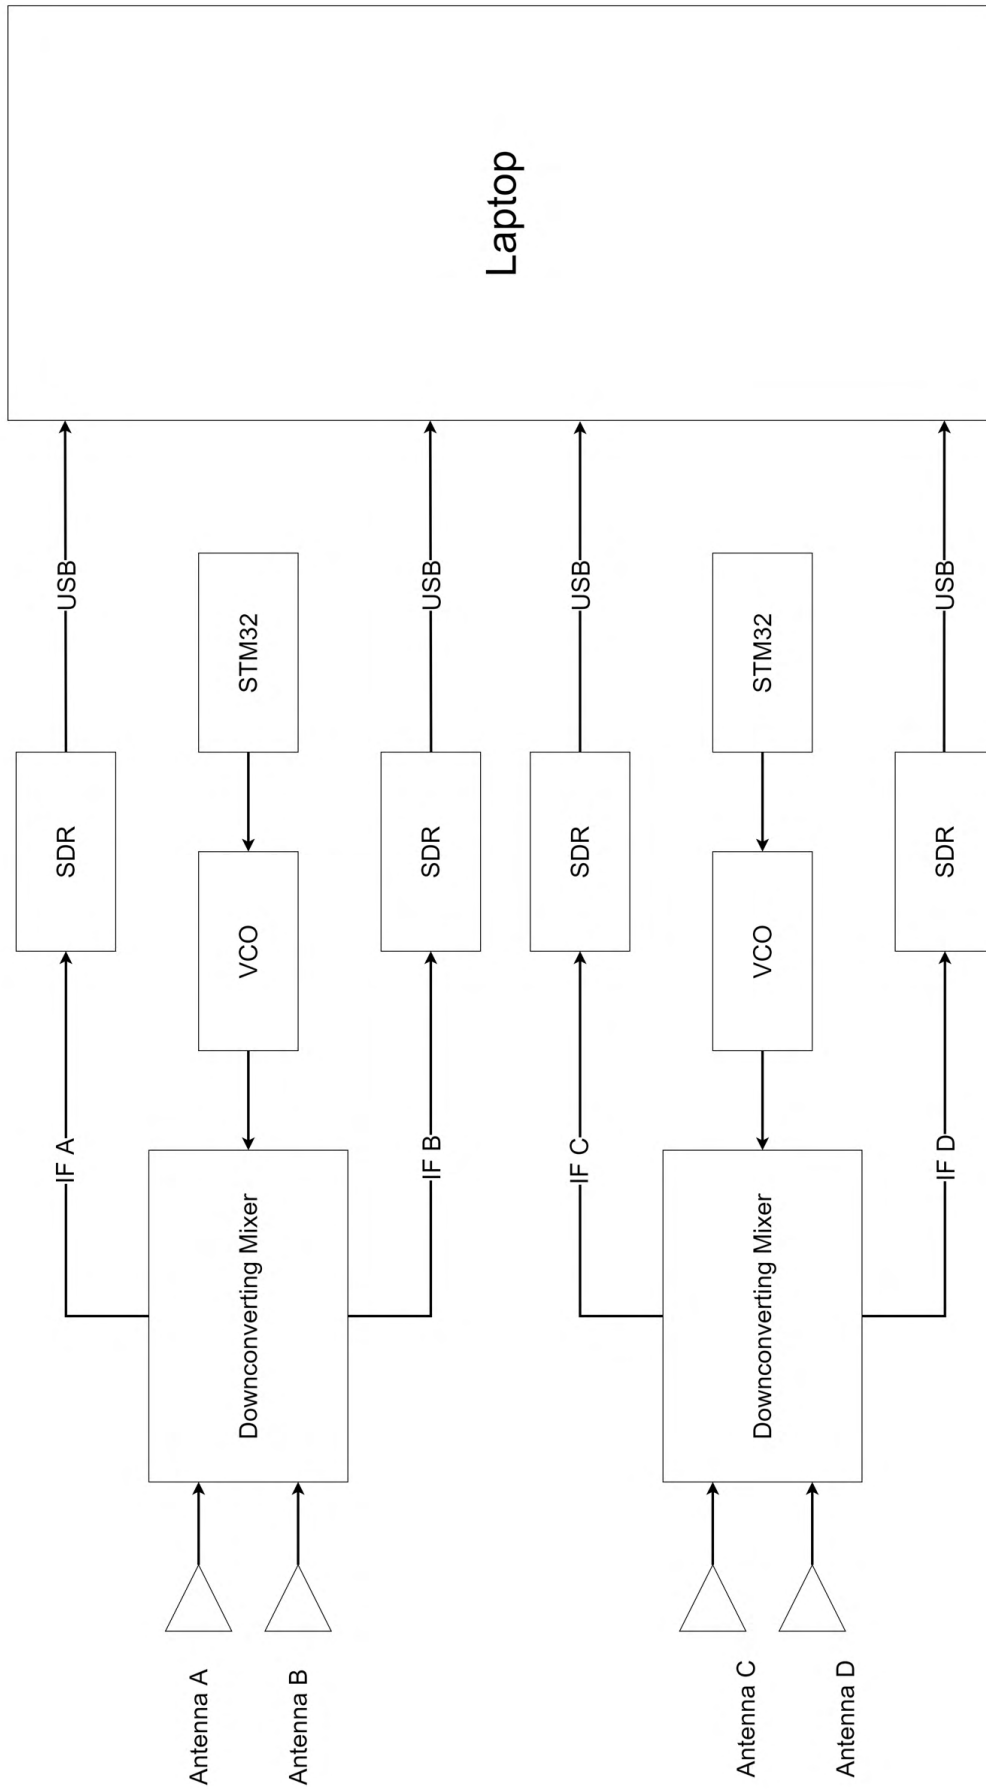 Laptop
USB
USB
USB
USB
STM32
STM32
SDR
SDR
SDR
SDR
VCO
VCO
IF A
IF B
IF C
IF D
Downconverting Mixer
Downconverting Mixer
Antenna A
Antenna B
Antenna C
Antenna D